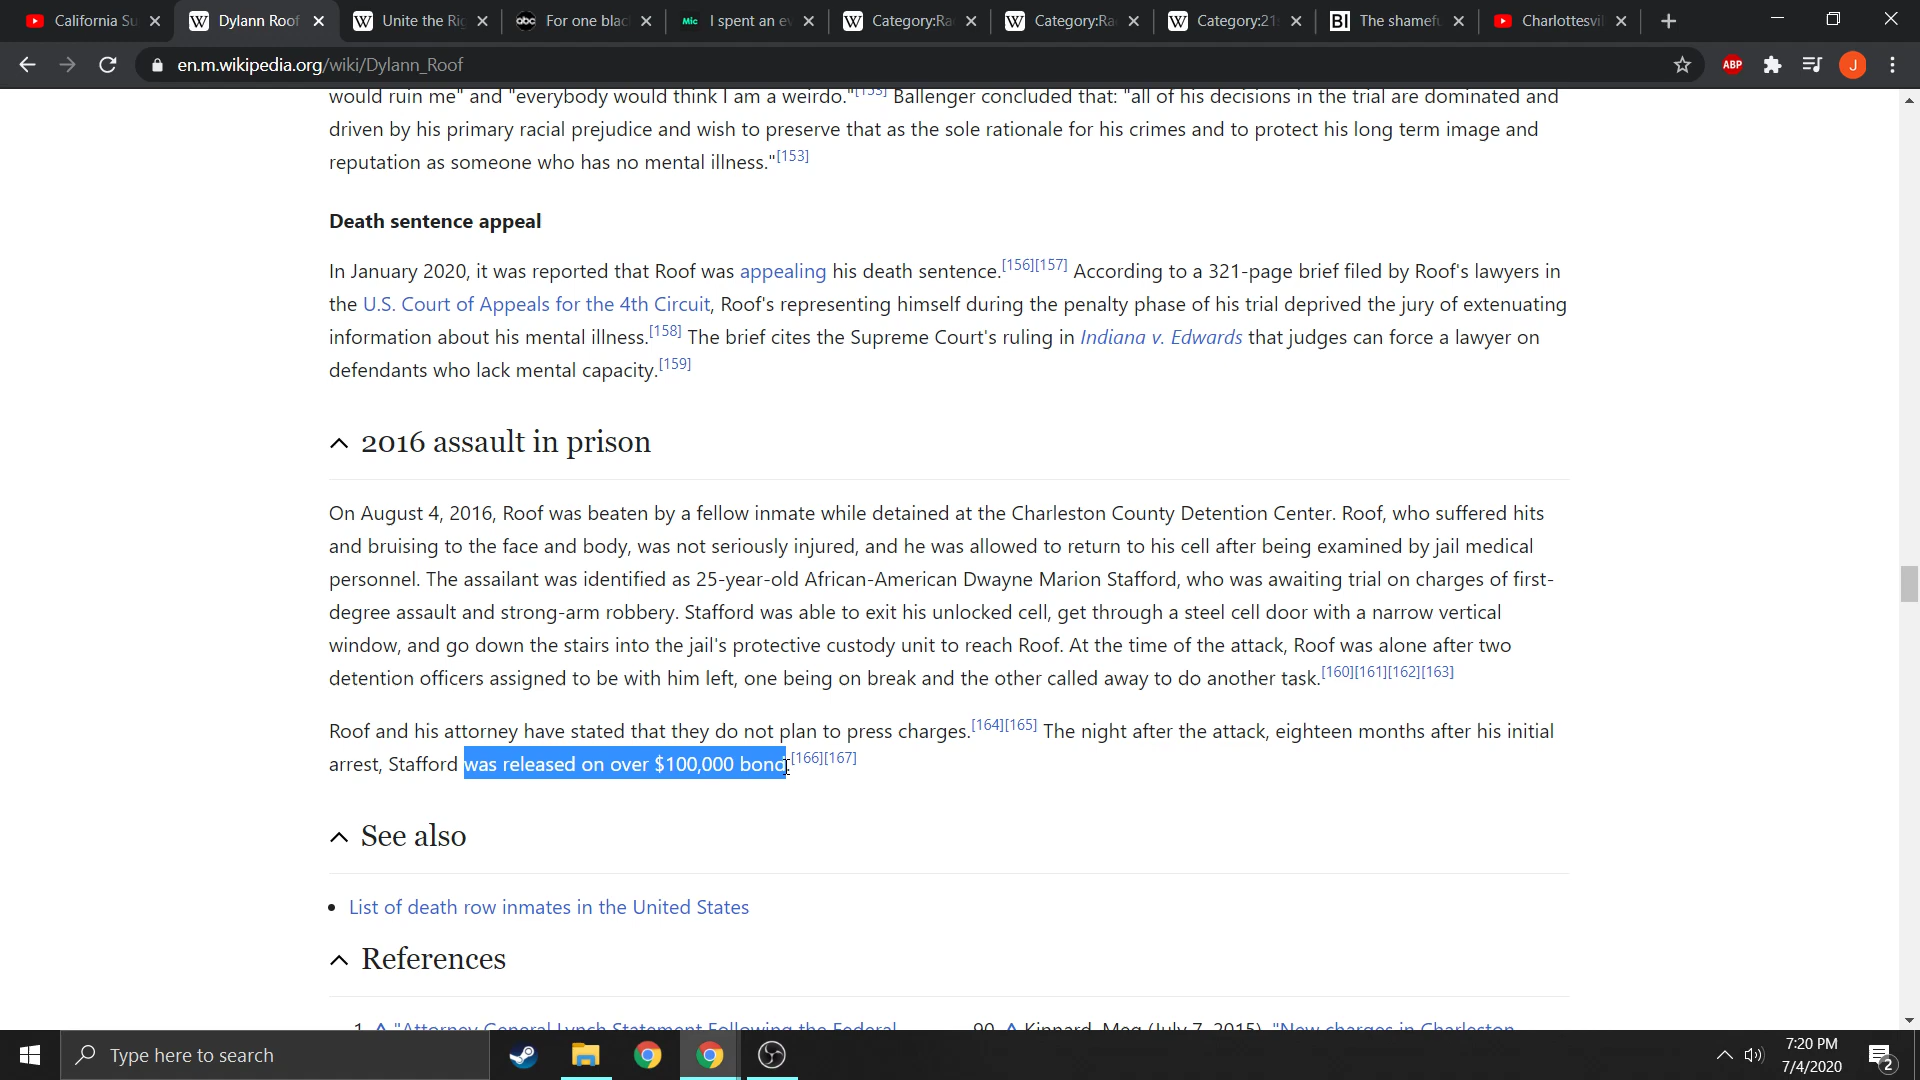 California Su
Dylann Roof
Unite the Rig
abc For one blac
Mic I spent an ev
Category:Ra
Category:Ra
Category:21s
BI The shamefu
Charlottesvil
en.m.wikipedia.org/wiki/Dylann_Roof
ABP
J
would ruin me" and "everybody would think I am a weirdo."[153] Ballenger concluded that: "all of his decisions in the trial are dominated and
driven by his primary racial prejudice and wish to preserve that as the sole rationale for his crimes and to protect his long term image and
reputation as someone who has no mental illness."[153]
Death sentence appeal
In January 2020, it was reported that Roof was appealing his death sentence.[156][157] According to a 321-page brief filed by Roof's lawyers in
the U.S. Court of Appeals for the 4th Circuit, Roof's representing himself during the penalty phase of his trial deprived the jury of extenuating
information about his mental illness.[158] The brief cites the Supreme Court's ruling in Indiana v. Edwards that judges can force a lawyer on
defendants who lack mental capacity.[159]
2016 assault in prison
On August 4, 2016, Roof was beaten by a fellow inmate while detained at the Charleston County Detention Center. Roof, who suffered hits
and bruising to the face and body, was not seriously injured, and he was allowed to return to his cell after being examined by jail medical
personnel. The assailant was identified as 25-year-old African-American Dwayne Marion Stafford, who was awaiting trial on charges of first-
degree assault and strong-arm robbery. Stafford was able to exit his unlocked cell, get through a steel cell door with a narrow vertical
window, and go down the stairs into the jail's protective custody unit to reach Roof. At the time of the attack, Roof was alone after two
detention officers assigned to be with him left, one being on break and the other called away to do another task.[160][161][162][163]
Roof and his attorney have stated that they do not plan to press charges.[164][165] The night after the attack, eighteen months after his initial
arrest, Stafford was released on over $100,000 bond.[166][167]
See also
• List of death row inmates in the United States
References
1. ^ "Attorney General Lynch Statement Following the Federal
90. ^ Kinnard, Meg (July 7, 2015). "New charges in Charleston
Type here to search
7:20 PM
7/4/2020
2